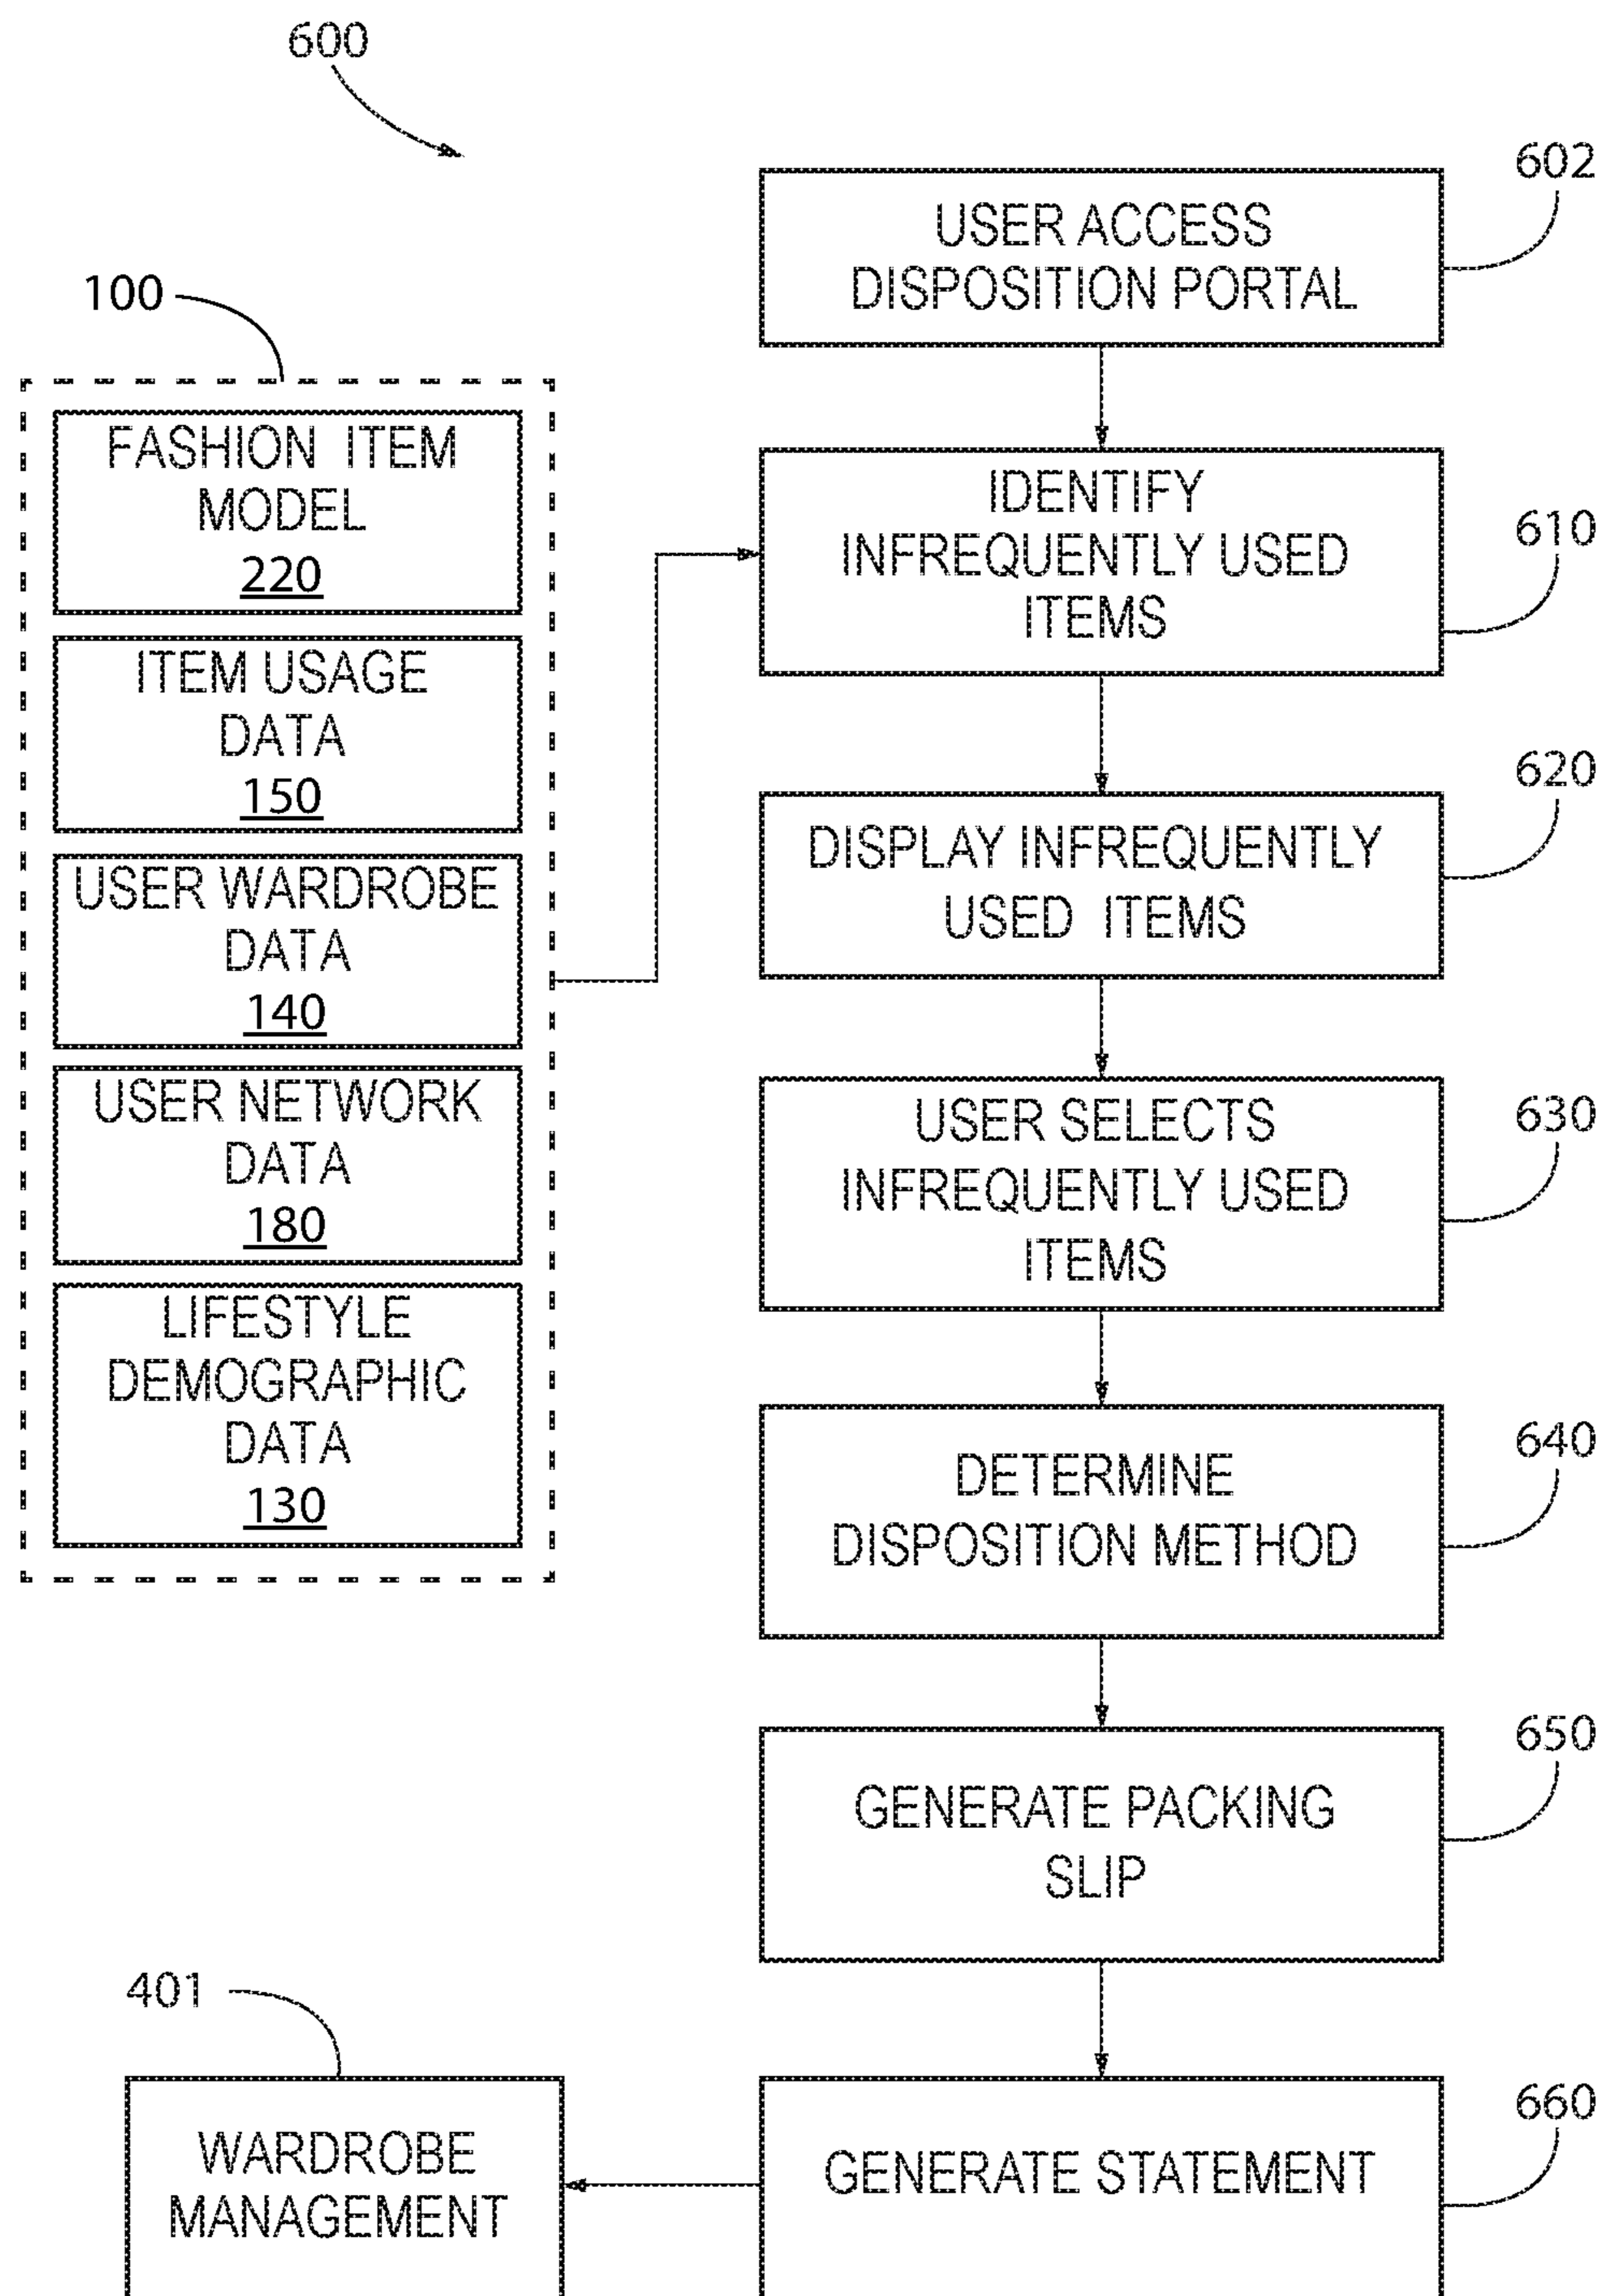 600
602
USER ACCESS
DISPOSITION PORTAL
100
FASHION ITEM
MODEL
220
ITEM USAGE
DATA
150
USER WARDROBE
DATA
140
USER NETWORK
DATA
180
LIFESTYLE
DEMOGRAPHIC
DATA
130
IDENTIFY
INFREQUENTLY USED
ITEMS
610
DISPLAY INFREQUENTLY
USED ITEMS
620
USER SELECTS
INFREQUENTLY USED
ITEMS
630
DETERMINE
DISPOSITION METHOD
640
GENERATE PACKING
SLIP
650
GENERATE STATEMENT
660
401
WARDROBE
MANAGEMENT